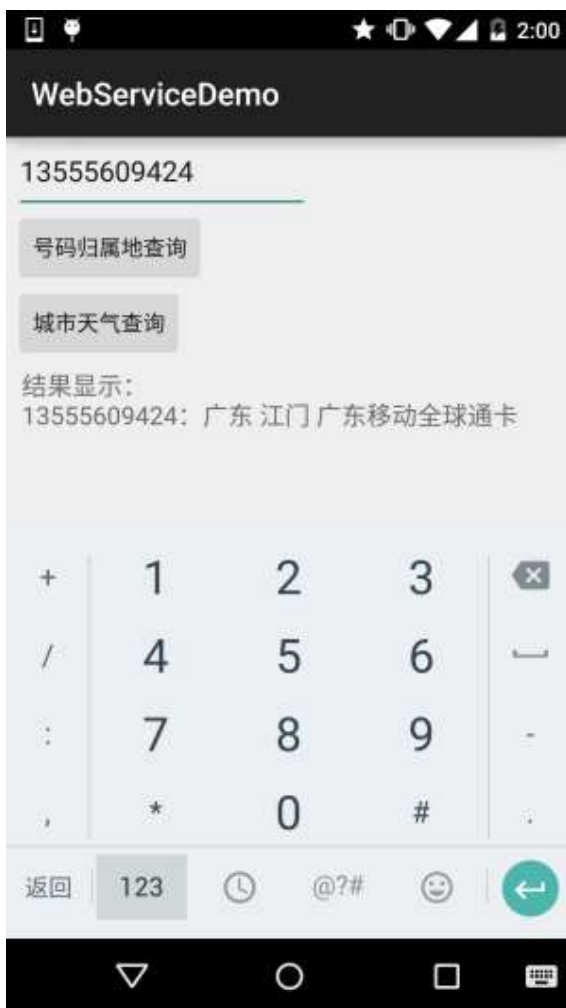 2:00
WebServiceDemo
13555609424
号码归属地查询
城市天气查询
结果显示：
13555609424：广东 江门 广东移动全球通卡
+ 1 2 3
/ 4 5 6
: 7 8 9 -
, * 0 # .
返回 123 @?#